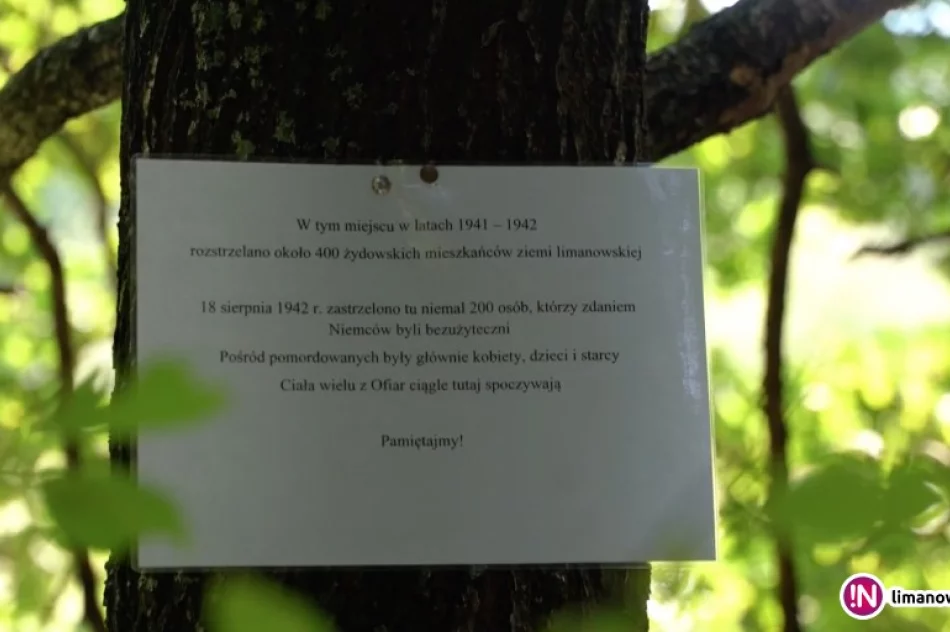 W tym miejscu w latach 1941 – 1942
rozstrzelano około 400 żydowskich mieszkańców ziemi limanowskiej
18 sierpnia 1942 r. zastrzelono tu niemal 200 osób, którzy zdaniem
Niemców byli bezużyteczni
Pośród pomordowanych były głównie kobiety, dzieci i starcy
Ciała wielu z Ofiar ciągle tutaj spoczywają
Pamiętajmy!
!N limanow